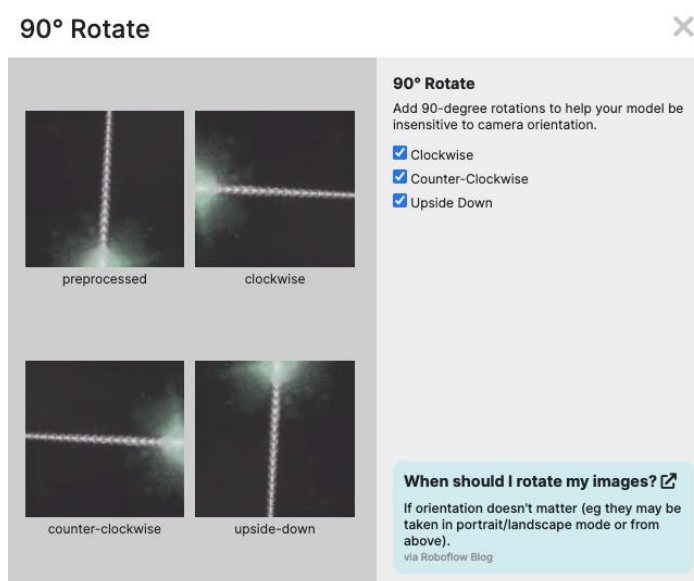 90° Rotate
preprocessed
clockwise
counter-clockwise
upside-down
90° Rotate
Add 90-degree rotations to help your model be
insensitive to camera orientation.
Clockwise
Counter-Clockwise
Upside Down
When should I rotate my images?
If orientation doesn't matter (eg they may be
taken in portrait/landscape mode or from
above).
via Roboflow Blog